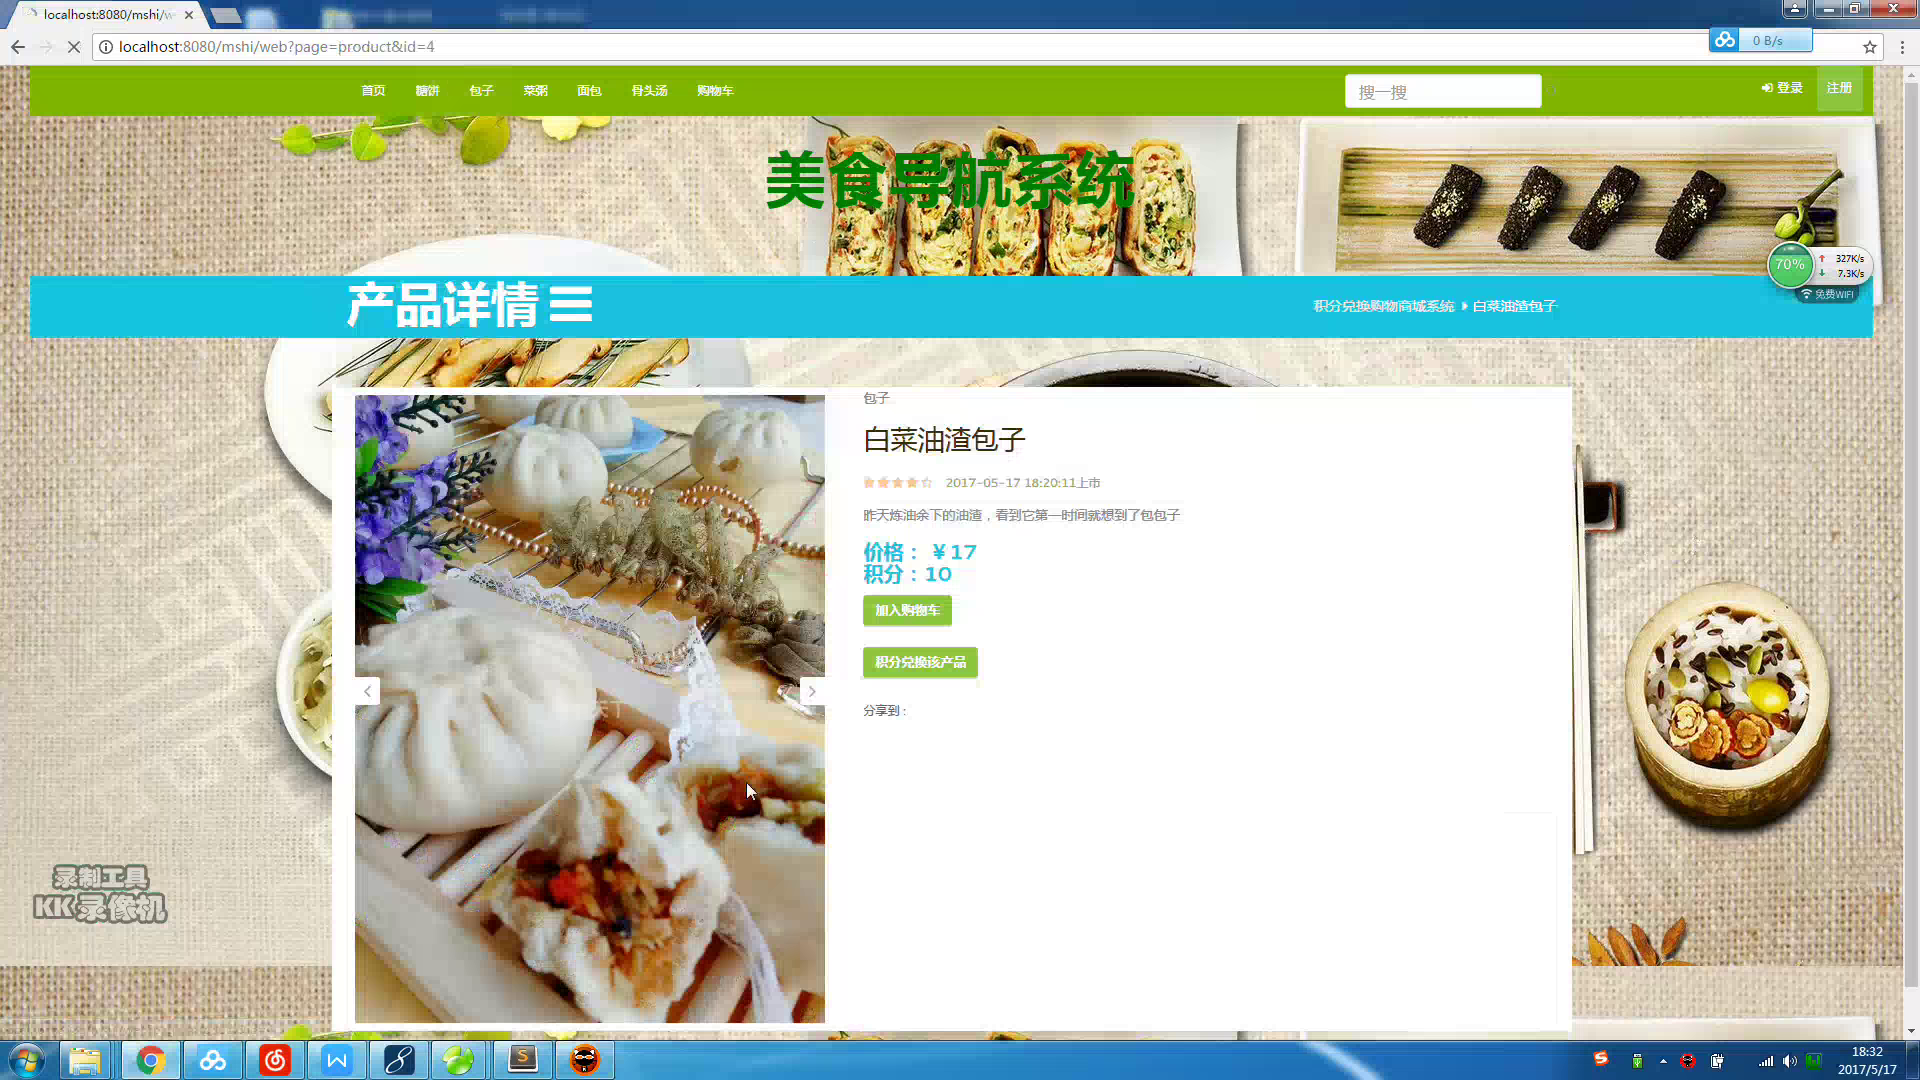 localhost:8080/mshi/w
localhost:8080/mshi/web?page=product&id=4
0 B/s
首页 糖饼 包子 菜粥 面包 骨头汤 购物车
搜一搜
登录 注册
美食导航系统
70%
327K/s
7.3K/s
免费WIFI
产品详情
积分兑换购物商城系统 白菜油渣包子
包子
白菜油渣包子
2017-05-17 18:20:11上市
昨天炼油余下的油渣，看到它第一时间就想到了包包子
价格：￥17
积分：10
加入购物车
积分兑换该产品
分享到：
录制工具
KK录像机
18:32
2017/5/17